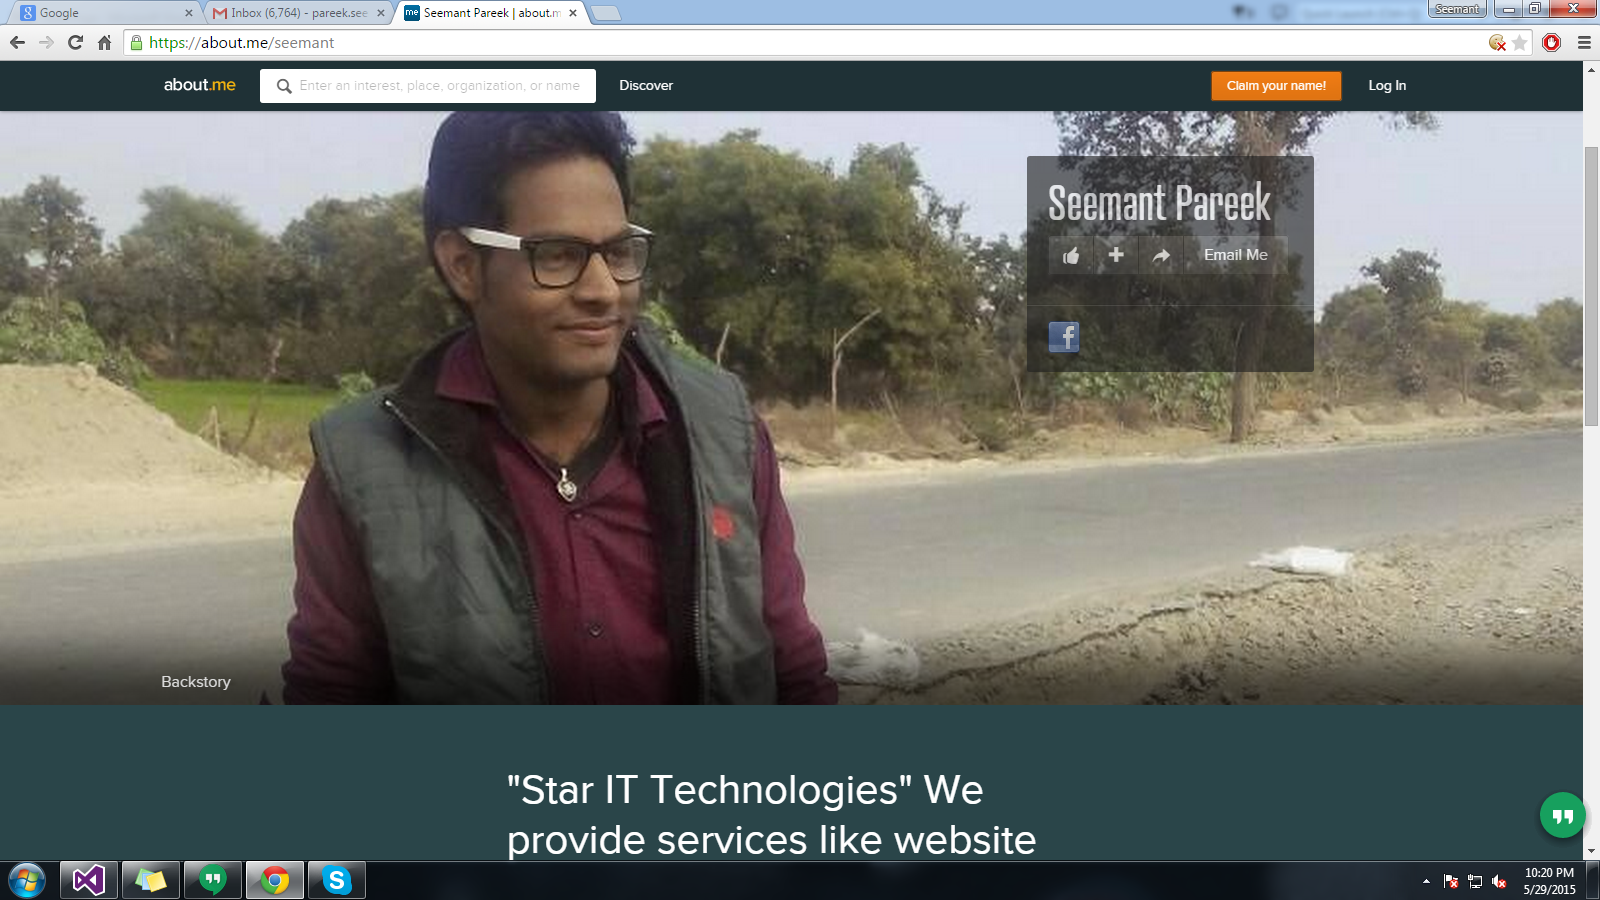 Google
Inbox (6,764) - pareek.see
Seemant Pareek | about.m
Seemant
https://about.me/seemant
about.me
Enter an interest, place, organization, or name
Discover
Claim your name!
Log In
Seemant Pareek
Email Me
Backstory
"Star IT Technologies" We
provide services like website
10:20 PM
5/29/2015